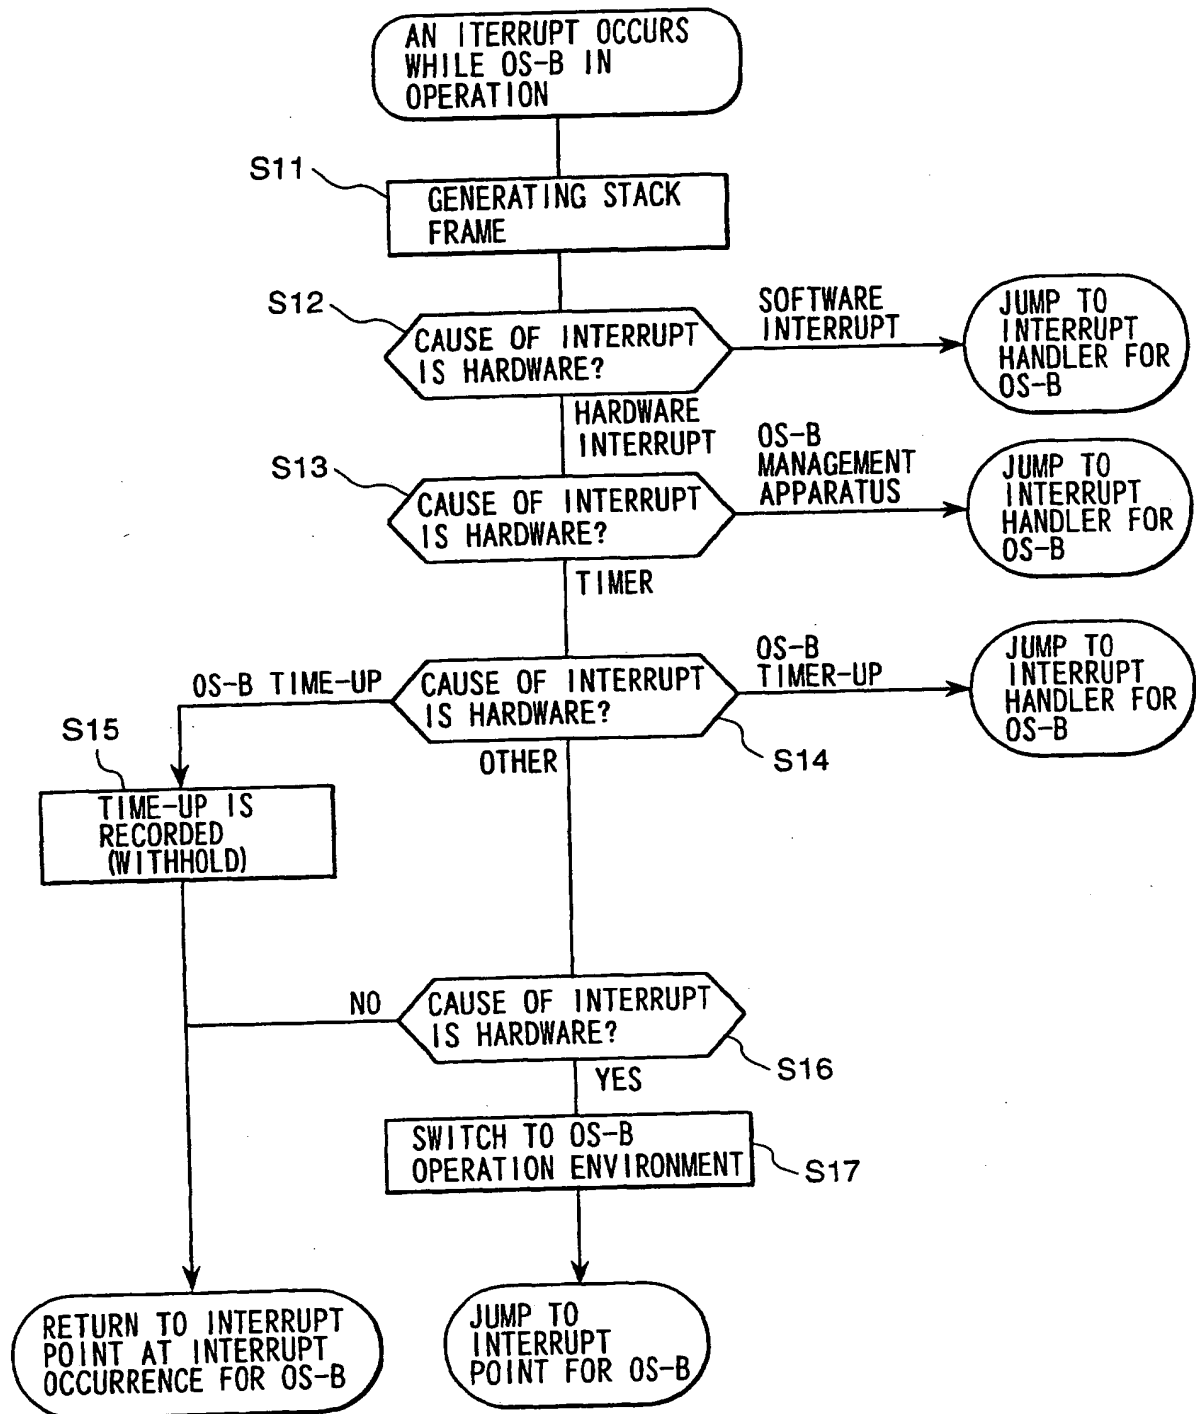 AN ITERRUPT OCCURS
WHILE OS-B IN
OPERATION
S11
GENERATING STACK
FRAME
S12
CAUSE OF INTERRUPT
IS HARDWARE?
SOFTWARE
INTERRUPT
JUMP TO
INTERRUPT
HANDLER FOR
OS-B
HARDWARE
INTERRUPT
S13
CAUSE OF INTERRUPT
IS HARDWARE?
OS-B
MANAGEMENT
APPARATUS
JUMP TO
INTERRUPT
HANDLER FOR
OS-B
TIMER
OS-B TIME-UP
CAUSE OF INTERRUPT
IS HARDWARE?
OS-B
TIMER-UP
JUMP TO
INTERRUPT
HANDLER FOR
OS-B
S14
OTHER
S15
TIME-UP IS
RECORDED
(WITHHOLD)
NO
CAUSE OF INTERRUPT
IS HARDWARE?
S16
YES
SWITCH TO OS-B
OPERATION ENVIRONMENT
S17
RETURN TO INTERRUPT
POINT AT INTERRUPT
OCCURRENCE FOR OS-B
JUMP TO
INTERRUPT
POINT FOR OS-B